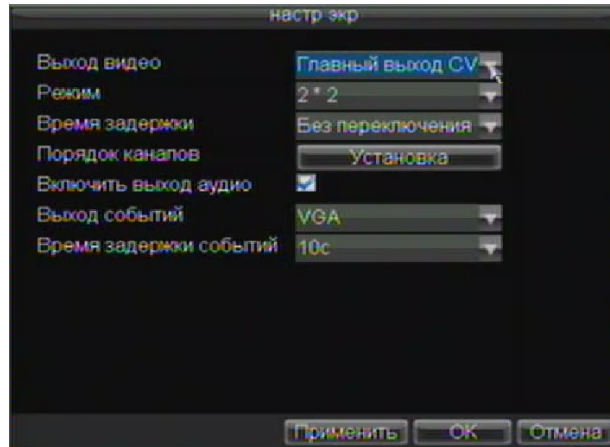 настр экр
Выход видео Главный выход CV
Режим 2 * 2
Время задержки Без переключения
Порядок каналов Установка
Включить выход аудио
Выход событий VGA
Время задержки событий 10с
Применить OK Отмена